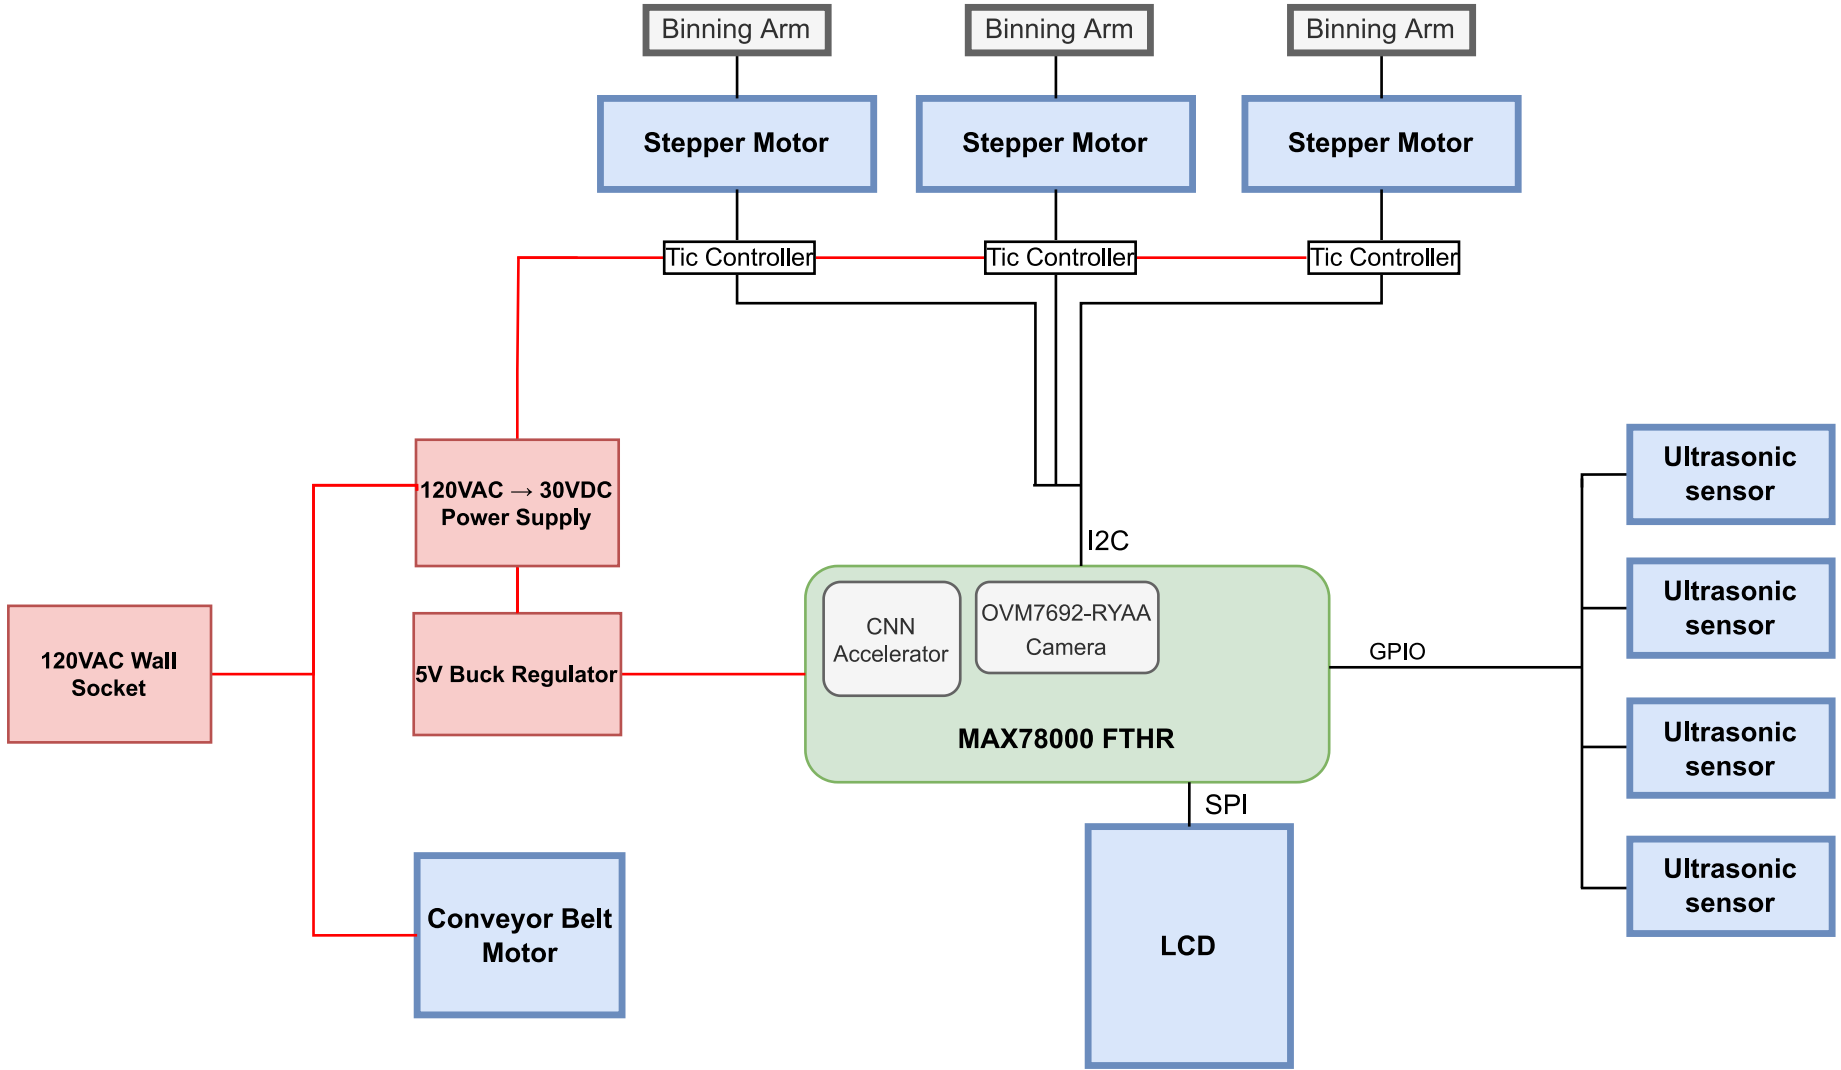 Binning Arm
Binning Arm
Binning Arm
Stepper Motor
Stepper Motor
Stepper Motor
Tic Controller
Tic Controller
Tic Controller
120VAC → 30VDC
Power Supply
I2C
Ultrasonic
sensor
Ultrasonic
sensor
120VAC Wall
Socket
5V Buck Regulator
CNN
Accelerator
OVM7692-RYAA
Camera
MAX78000 FTHR
GPIO
Ultrasonic
sensor
SPI
Conveyor Belt
Motor
LCD
Ultrasonic
sensor